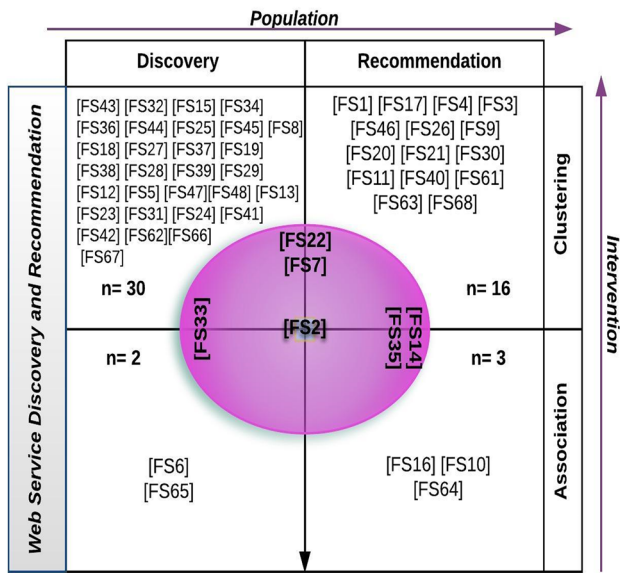 Population
Discovery
Recommendation
[FS43] [FS32] [FS15] [FS34]
[FS36] [FS44] [FS25] [FS45] [FS8]
[FS18] [FS27] [FS37] [FS19]
[FS38] [FS28] [FS39] [FS29]
[FS12] [FS5] [FS47][FS48] [FS13]
[FS23] [FS31] [FS24] [FS41]
[FS42] [FS62][FS66]
[FS67]
n= 30
[FS1] [FS17] [FS4] [FS3]
[FS46] [FS26] [FS9]
[FS20] [FS21] [FS30]
[FS11] [FS40] [FS61]
[FS63] [FS68]
n= 16
[FS22]
[FS7]
[FS33]
[FS2]
[FS14]
[FS35]
n= 2
[FS6]
[FS65]
n= 3
[FS16] [FS10]
[FS64]
Web Service Discovery and Recommendation
Clustering
Association
Intervention